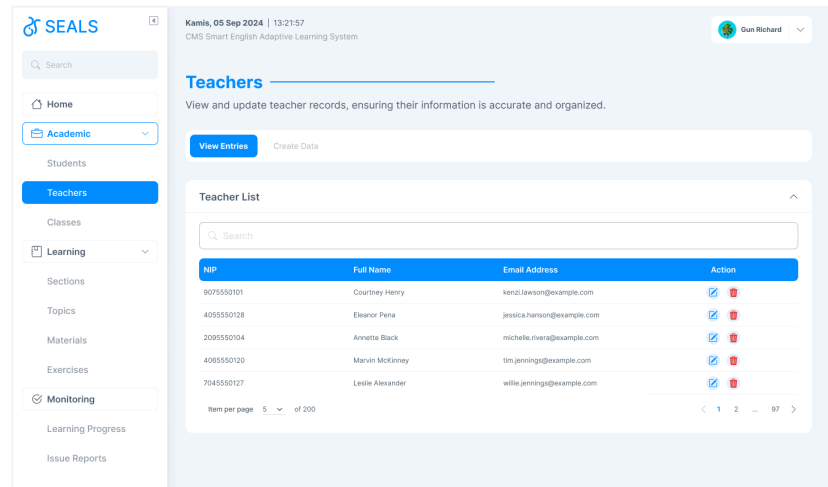 SEALS
Search
Home
Academic
Students
Teachers
Classes
Learning
Sections
Topics
Materials
Exercises
Monitoring
Learning Progress
Issue Reports
Kamis, 05 Sep 2024 | 13:21:57
CMS Smart English Adaptive Learning System
Gun Richard
Teachers
View and update teacher records, ensuring their information is accurate and organized.
View Entries Create Data
Teacher List
Search
NIP Full Name Email Address Action
9075550101 Courtney Henry kenzi.lawson@example.com
4055550128 Eleanor Pena jessica.hanson@example.com
2095550104 Annette Black michelle.rivera@example.com
4065550120 Marvin McKinney tim.jennings@example.com
7045550127 Leslie Alexander willie.jennings@example.com
Item per page 5 of 200 1 2 ... 97